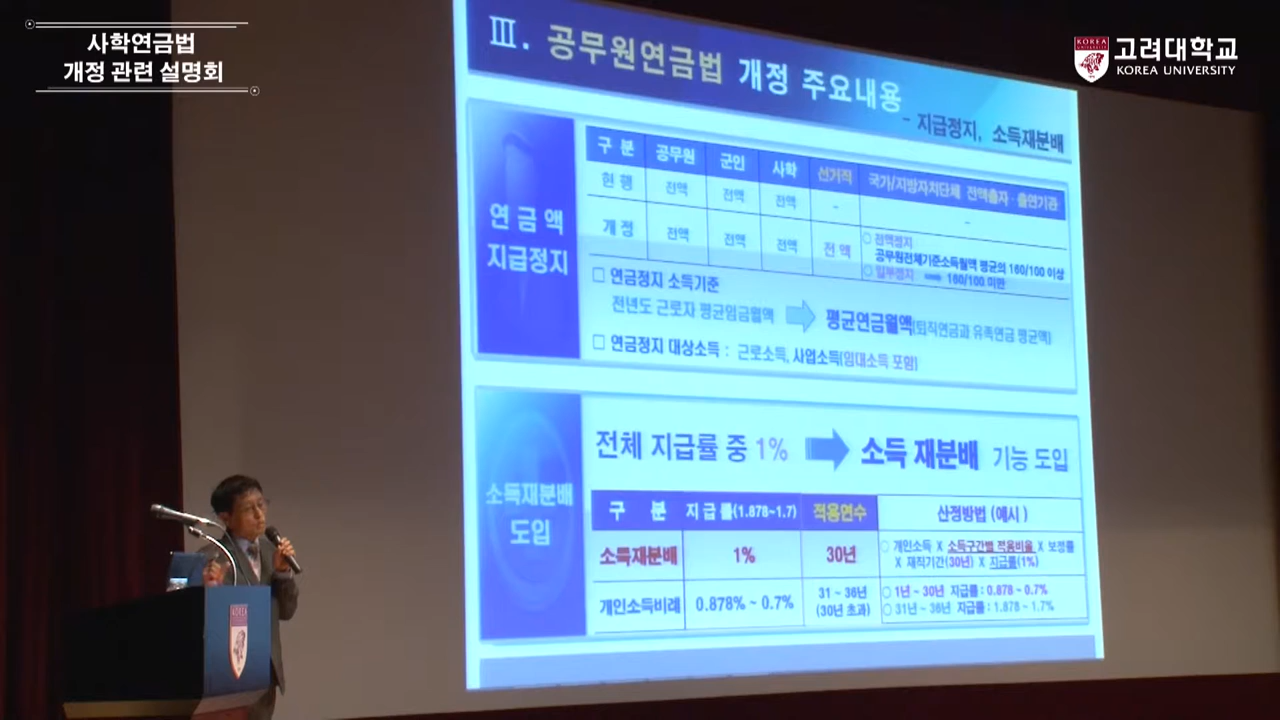 사학연금법
개정 관련 설명회
KOREA
고려대학교
KOREA UNIVERSITY
Ⅲ. 공무원연금법 개정 주요내용
- 지급정지, 소득재분배
연 금 액
지급정지
구 분 공무원 군인 사학 선거직 국가/지방자치단체 전액출자·출연기관
현 행 전액 전액 전액 - -
개 정 전액 전액 전액 전 액 ○ 전액정지
공무원전체기준소득월액 평균의 160/100 이상
○ 일부정지 160/100 미만
□ 연금정지 소득기준
전년도 근로자 평균임금월액 평균연금월액(퇴직연금과 유족연금 평균액)
□ 연금정지 대상소득 : 근로소득, 사업소득(임대소득 포함)
소득재분배
도입
전체 지급률 중 1% 소득 재분배 기능 도입
구 분 지 급 률(1.878~1.7) 적용연수 산정방법 (예시 )
소득재분배 1% 30년 ○ 개인소득 X 소득구간별 적용비율 X 보정률
X 재직기간(30년) X 지급률(1%)
개인소득비례 0.878% ~ 0.7% 31 ~ 36년
(30년 초과)
○ 1년 ~ 30년 지급률 : 0.878 ~ 0.7%
○ 31년 ~ 36년 지급률 : 1.878 ~ 1.7%
KOREA